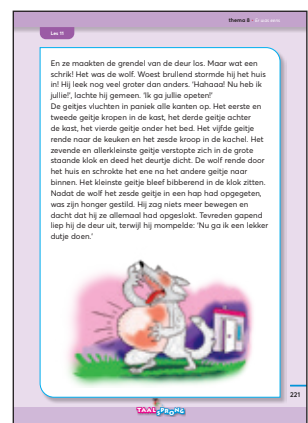 thema 8 • Er was eens
Les 11
En ze maakten de grendel van de deur los. Maar wat een
schrik! Het was de wolf. Woest brullend stormde hij het huis
in! Hij leek nog veel groter dan anders. 'Hahaaa! Nu heb ik
jullie!', lachte hij gemeen. 'Ik ga jullie opeten!'
De geitjes vluchten in paniek alle kanten op. Het eerste en
tweede geitje kropen in de kast, het derde geitje achter
de kast, het vierde geitje onder het bed. Het vijfde geitje
rende naar de keuken en het zesde kroop in de kachel. Het
zevende en allerkleinste geitje verstopte zich in de grote
staande klok en deed het deurtje dicht. De wolf rende door
het huis en schrokte het ene na het andere geitje naar
binnen. Het kleinste geitje bleef bibberend in de klok zitten.
Nadat de wolf het zesde geitje in een hap had opgegeten,
was zijn honger gestild. Hij zag niets meer bewegen en
dacht dat hij ze allemaal had opgeslokt. Tevreden gapend
liep hij de deur uit, terwijl hij mompelde: 'Nu ga ik een lekker
dutje doen.'
221
TAALSPRONG